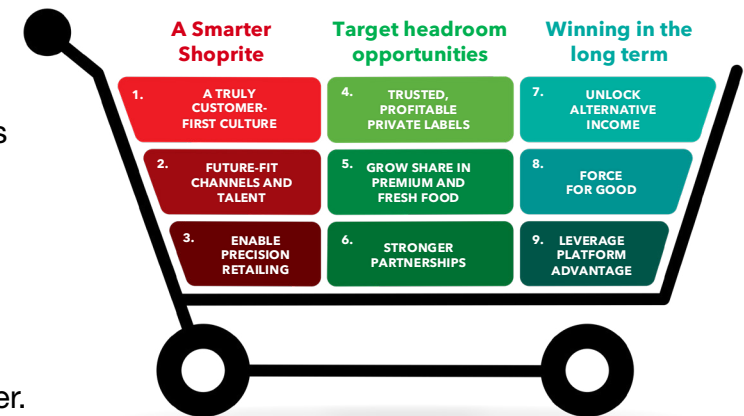 A Smarter
Shoprite
Target headroom
opportunities
Winning in the
long term
1. A TRULY
CUSTOMER-
FIRST CULTURE
4. TRUSTED,
PROFITABLE
PRIVATE LABELS
7. UNLOCK
ALTERNATIVE
INCOME
2. FUTURE-FIT
CHANNELS AND
TALENT
5. GROW SHARE IN
PREMIUM AND
FRESH FOOD
8. FORCE
FOR GOOD
3. ENABLE
PRECISION
RETAILING
6. STRONGER
PARTNERSHIPS
9. LEVERAGE
PLATFORM
ADVANTAGE